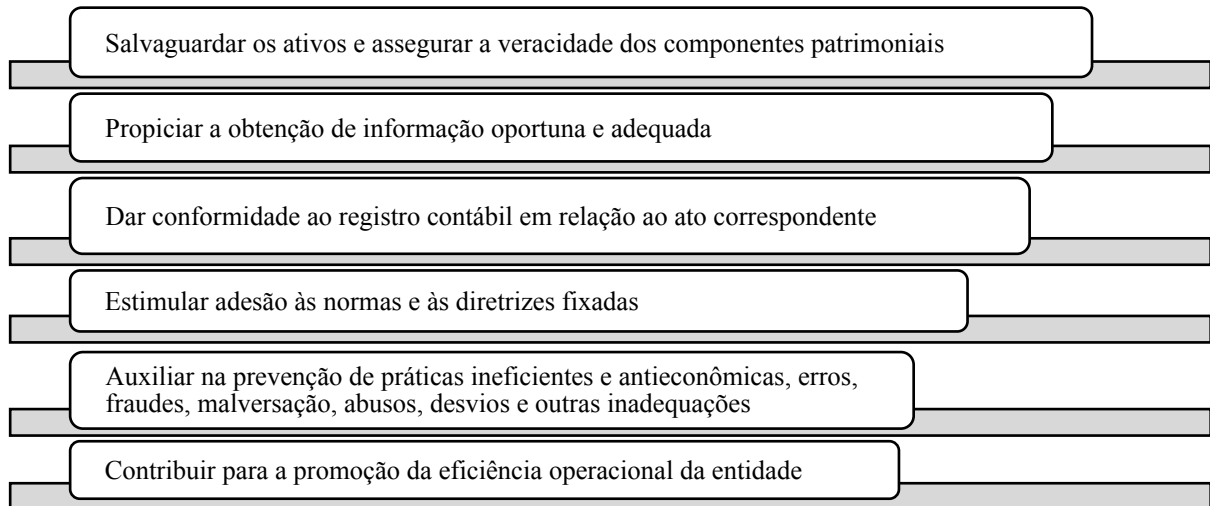 Salvaguardar os ativos e assegurar a veracidade dos componentes patrimoniais
Propiciar a obtenção de informação oportuna e adequada
Dar conformidade ao registro contábil em relação ao ato correspondente
Estimular adesão às normas e às diretrizes fixadas
Auxiliar na prevenção de práticas ineficientes e antieconômicas, erros,
fraudes, malversação, abusos, desvios e outras inadequações
Contribuir para a promoção da eficiência operacional da entidade